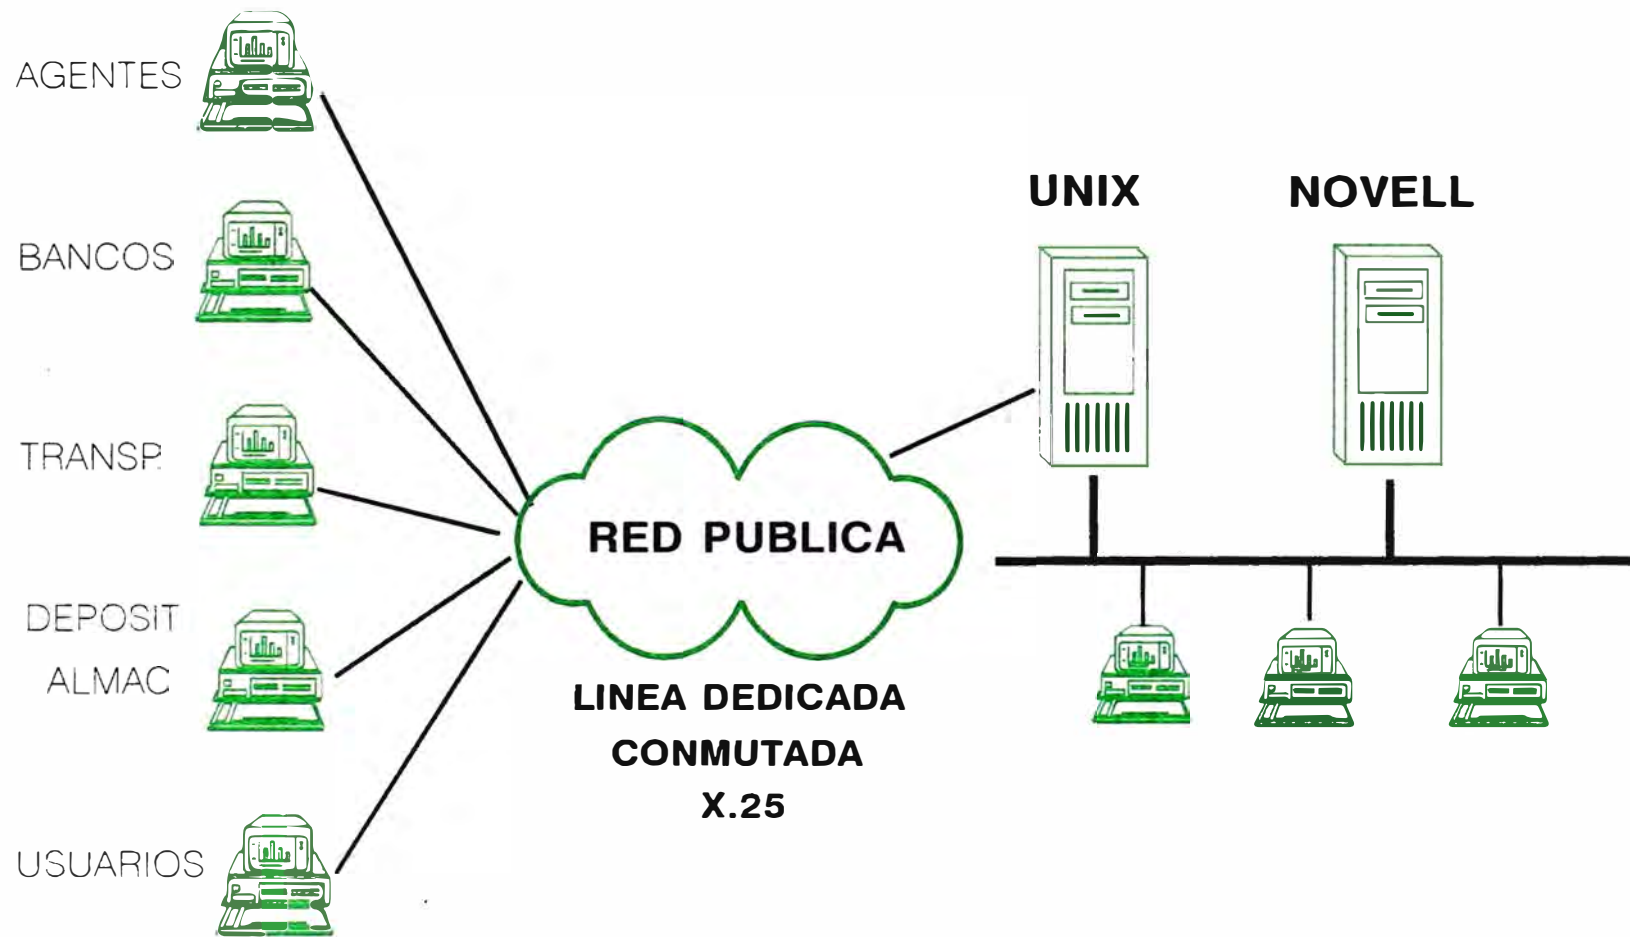 AGENTES
BANCOS
TRANSP.
DEPOSIT
ALMAC
USUARIOS
RED PUBLICA
LINEA DEDICADA
CONMUTADA
X.25
UNIX
NOVELL